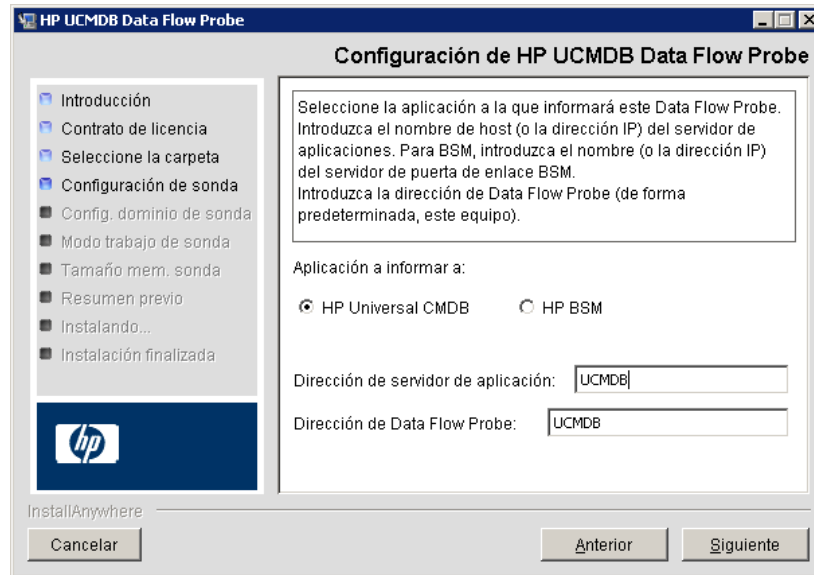 HP UCMDB Data Flow Probe
Configuración de HP UCMDB Data Flow Probe
Introducción
Contrato de licencia
Seleccione la carpeta
Configuración de sonda
Config. dominio de sonda
Modo trabajo de sonda
Tamaño mem. sonda
Resumen previo
Instalando...
Instalación finalizada
hp
Seleccione la aplicación a la que informará este Data Flow Probe.
Introduzca el nombre de host (o la dirección IP) del servidor de
aplicaciones. Para BSM, introduzca el nombre (o la dirección IP)
del servidor de puerta de enlace BSM.
Introduzca la dirección de Data Flow Probe (de forma
predeterminada, este equipo).
Aplicación a informar a:
HP Universal CMDB HP BSM
Dirección de servidor de aplicación: UCMDB
Dirección de Data Flow Probe: UCMDB
InstallAnywhere
Cancelar Anterior Siguiente